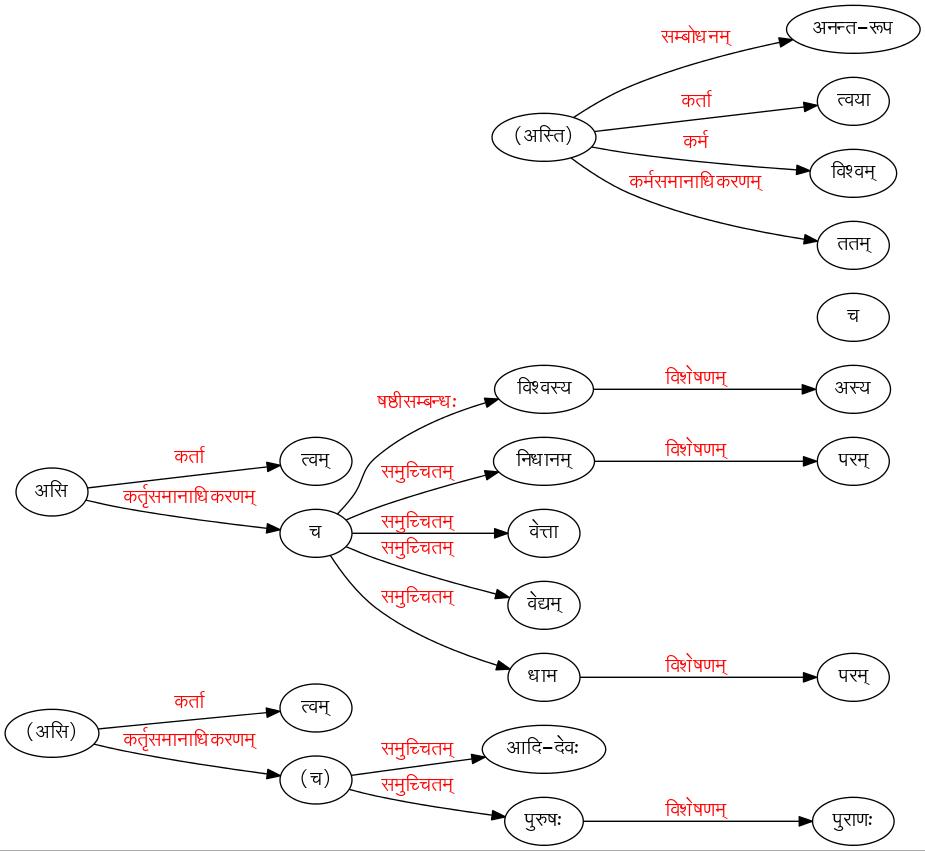 अनन्त-रूप
सम्बोधनम्
त्वया
कर्ता
(अस्ति)
कर्म
विश्वम्
कर्मसमानाधिकरणम्
ततम्
च
विश्वस्य
विशेषणम्
अस्य
षष्ठीसम्बन्धः
कर्ता
त्वम्
समुच्चितम्
निधानम्
विशेषणम्
परम्
असि
कर्तृसमानाधिकरणम्
च
समुच्चितम्
वेत्ता
समुच्चितम्
समुच्चितम्
वेद्यम्
धाम
विशेषणम्
परम्
कर्ता
त्वम्
(असि)
कर्तृसमानाधिकरणम्
समुच्चितम्
आदि-देवः
(च)
समुच्चितम्
पुरुषः
विशेषणम्
पुराणः